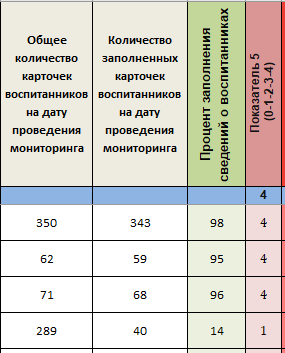 Общее
количество
карточек
воспитанников
на дату
проведения
мониторинга
Количество
заполненных
карточек
воспитанников
на дату
проведения
мониторинга
Процент заполнения
сведений о воспитанниках
Показатель 5
(0-1-2-3-4)
4
350 343 98 4
62 59 95 4
71 68 96 4
289 40 14 1